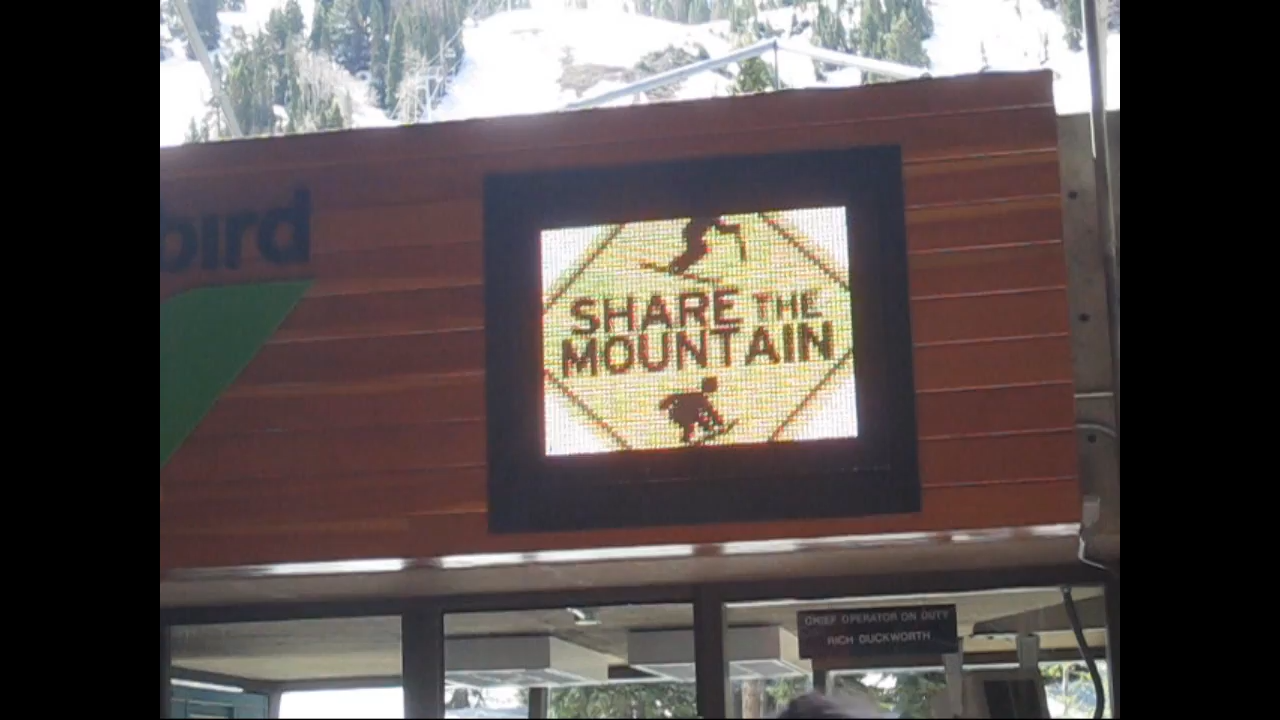 bird
SHARE THE
MOUNTAIN
CHIEF OPERATOR ON DUTY
RICH DUCKWORTH